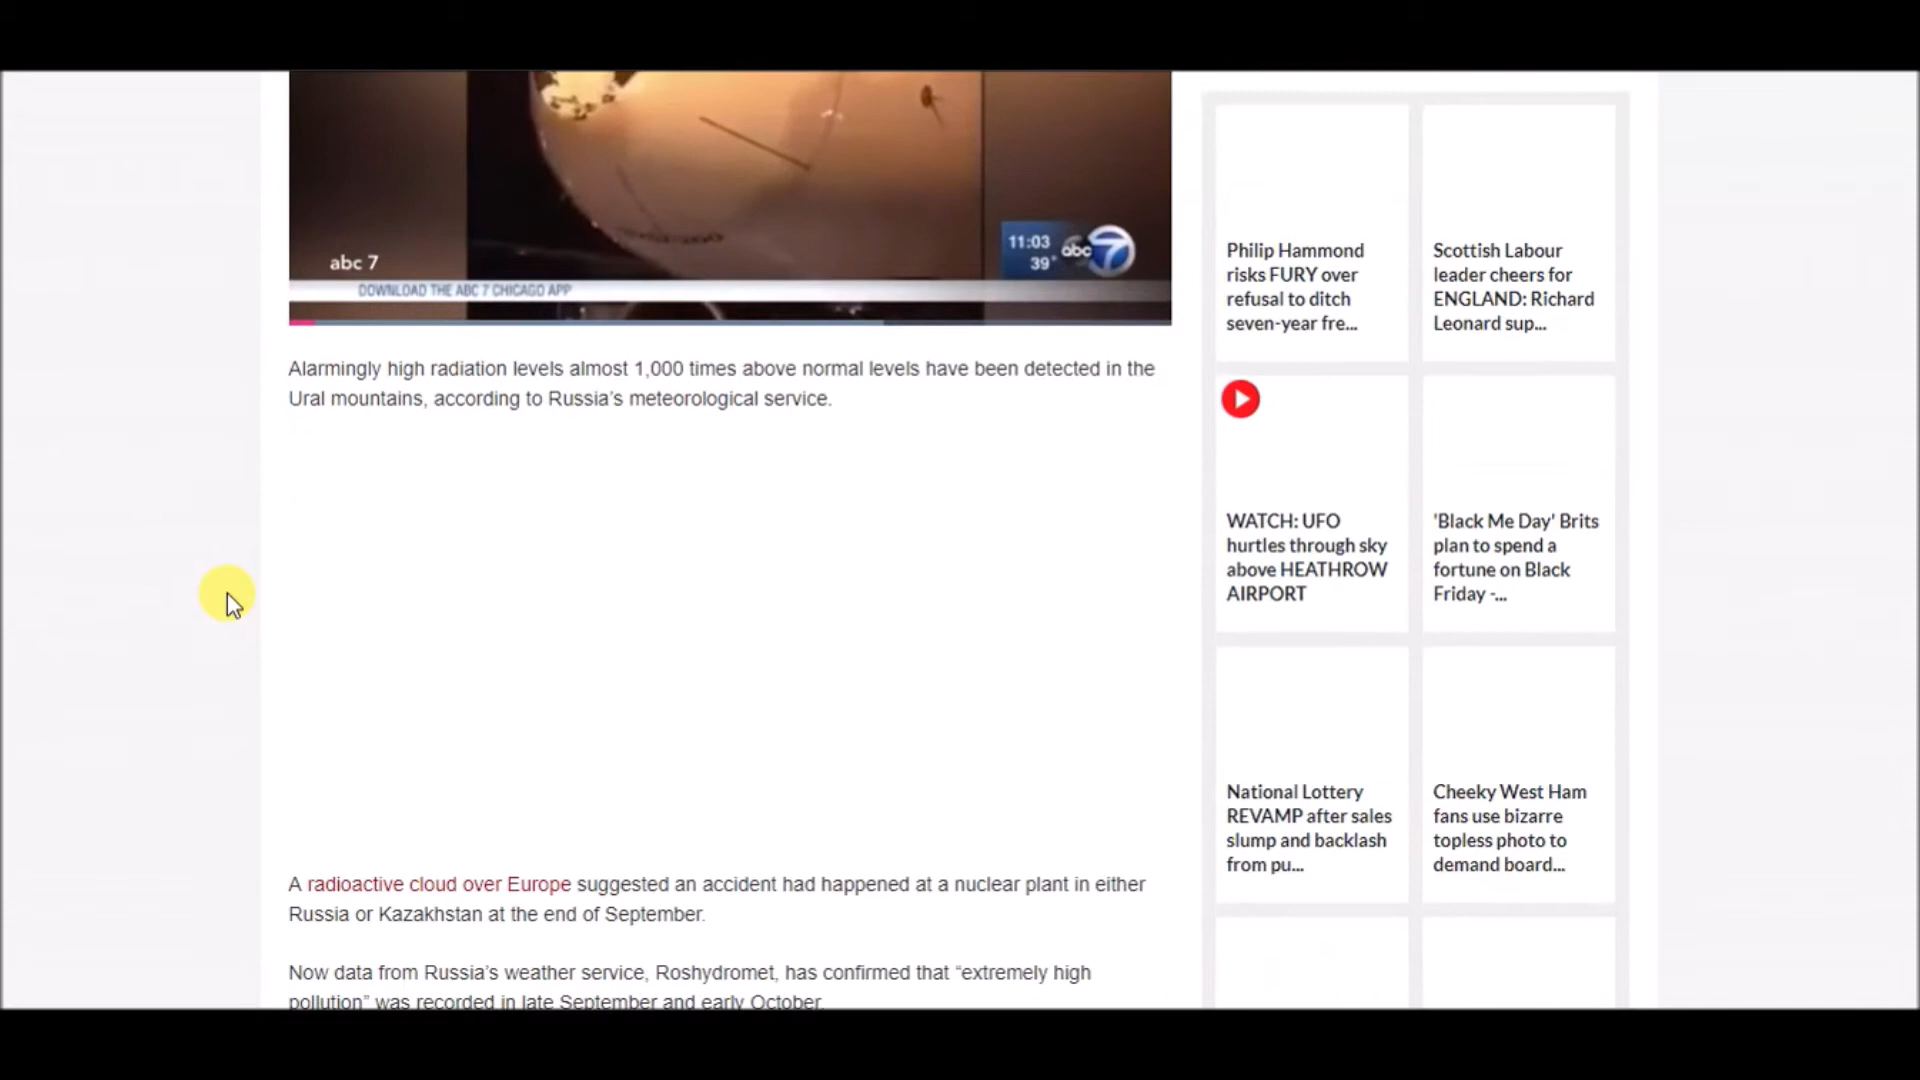 abc 7
11:03
39°
abc 7
DOWNLOAD THE ABC 7 CHICAGO APP
Alarmingly high radiation levels almost 1,000 times above normal levels have been detected in the
Ural mountains, according to Russia’s meteorological service.
A radioactive cloud over Europe suggested an accident had happened at a nuclear plant in either
Russia or Kazakhstan at the end of September.
Now data from Russia’s weather service, Roshydromet, has confirmed that “extremely high
pollution” was recorded in late September and early October.
Philip Hammond
risks FURY over
refusal to ditch
seven-year fre...
Scottish Labour
leader cheers for
ENGLAND: Richard
Leonard sup...
WATCH: UFO
hurtles through sky
above HEATHROW
AIRPORT
'Black Me Day' Brits
plan to spend a
fortune on Black
Friday -...
National Lottery
REVAMP after sales
slump and backlash
from pu...
Cheeky West Ham
fans use bizarre
topless photo to
demand board...